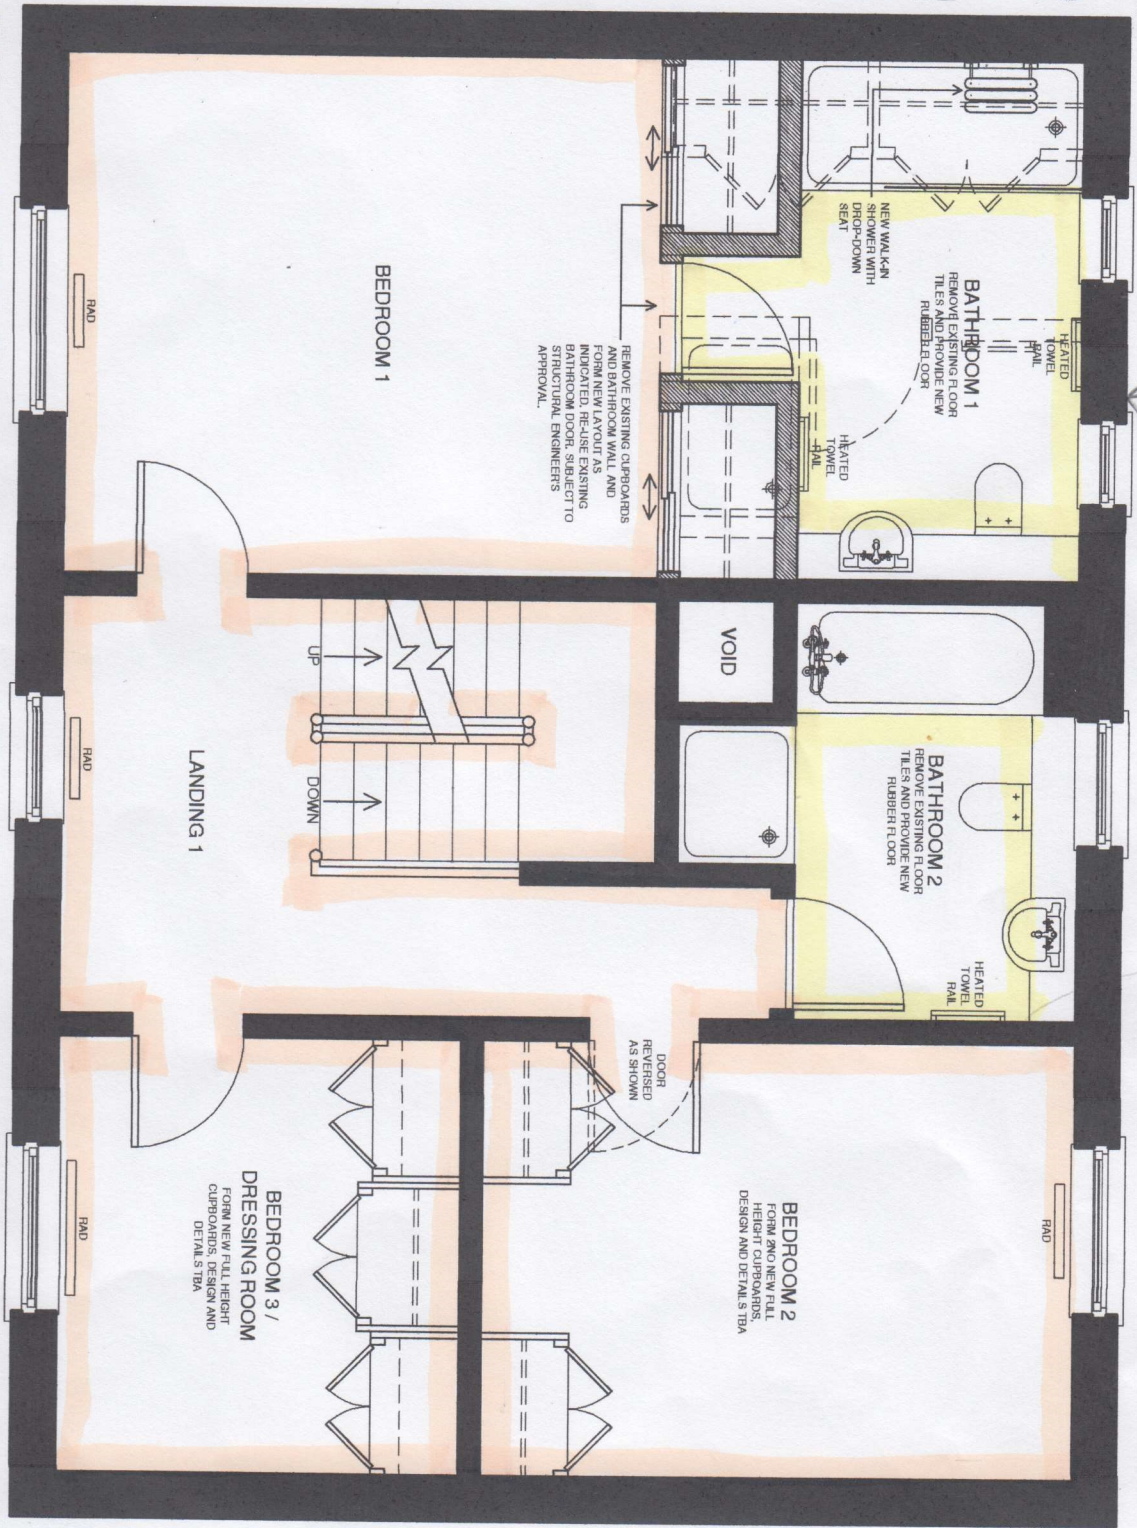 NEW WALK-IN
SHOWER WITH
DROP-DOWN
SEAT
BATHROOM 1
REMOVE EXISTING FLOOR
TILES AND PROVIDE NEW
RUBBER FLOOR
HEATED
TOWEL
RAIL
HEATED
TOWEL
RAIL
BEDROOM 1
RAD
REMOVE EXISTING CUPBOARDS
AND BATHROOM WALL AND
FORM NEW LAYOUT AS
INDICATED. RE-USE EXISTING
BATHROOM DOOR. SUBJECT TO
STRUCTURAL ENGINEER'S
APPROVAL.
VOID
BATHROOM 2
REMOVE EXISTING FLOOR
TILES AND PROVIDE NEW
RUBBER FLOOR
HEATED
TOWEL
RAIL
UP
DOWN
LANDING 1
RAD
DOOR
REVERSED
AS SHOWN
BEDROOM 2
FORM 2NO NEW FULL
HEIGHT CUPBOARDS,
DESIGN AND DETAILS TBA
RAD
BEDROOM 3 /
DRESSING ROOM
FORM NEW FULL HEIGHT
CUPBOARDS, DESIGN AND
DETAILS TBA
RAD